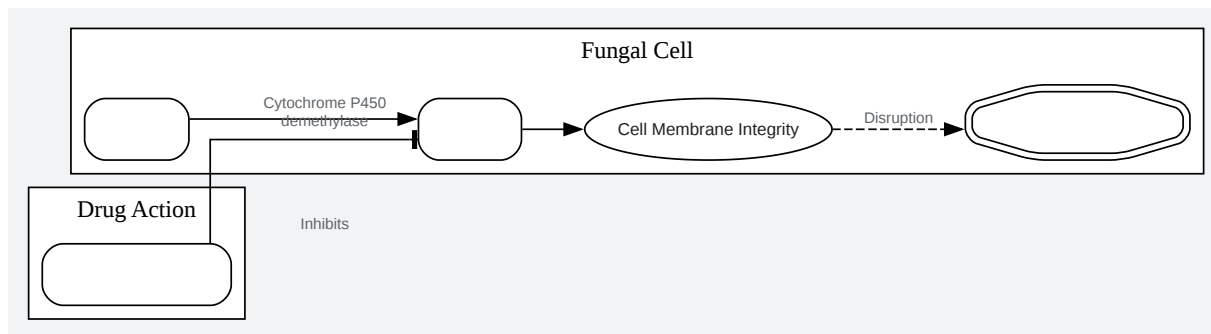 Fungal Cell
Cytochrome P450
demethylase
Cell Membrane Integrity
Disruption
Drug Action
Inhibits